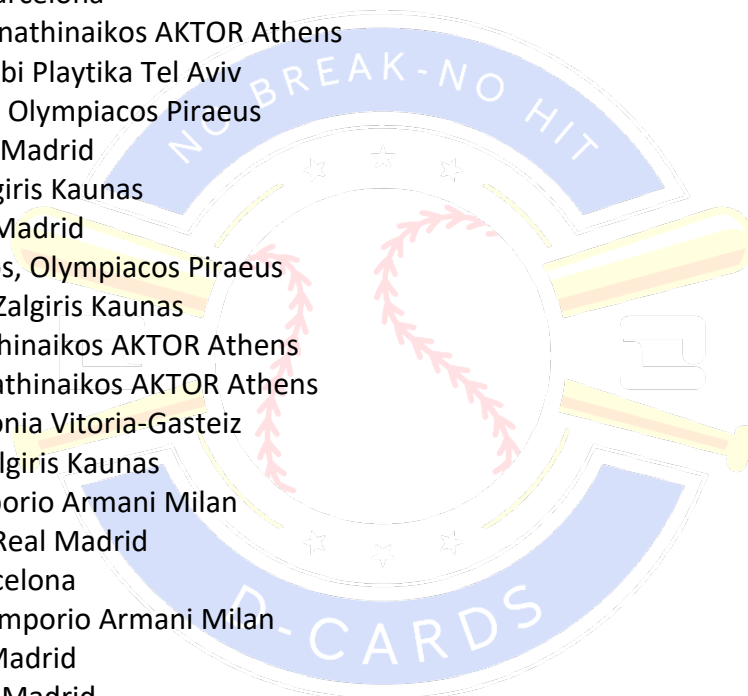 nathinaikos AKTOR Athens
bi Playtika Tel Aviv
Olympiacos Piraeus
Madrid
giris Kaunas
Madrid
s, Olympiacos Piraeus
Zalgiris Kaunas
hinaikos AKTOR Athens
athinaikos AKTOR Athens
onia Vitoria-Gasteiz
lgiris Kaunas
orio Armani Milan
Real Madrid
celona
mporio Armani Milan
Madrid
NO BREAK-NO HIT
D-CARDS